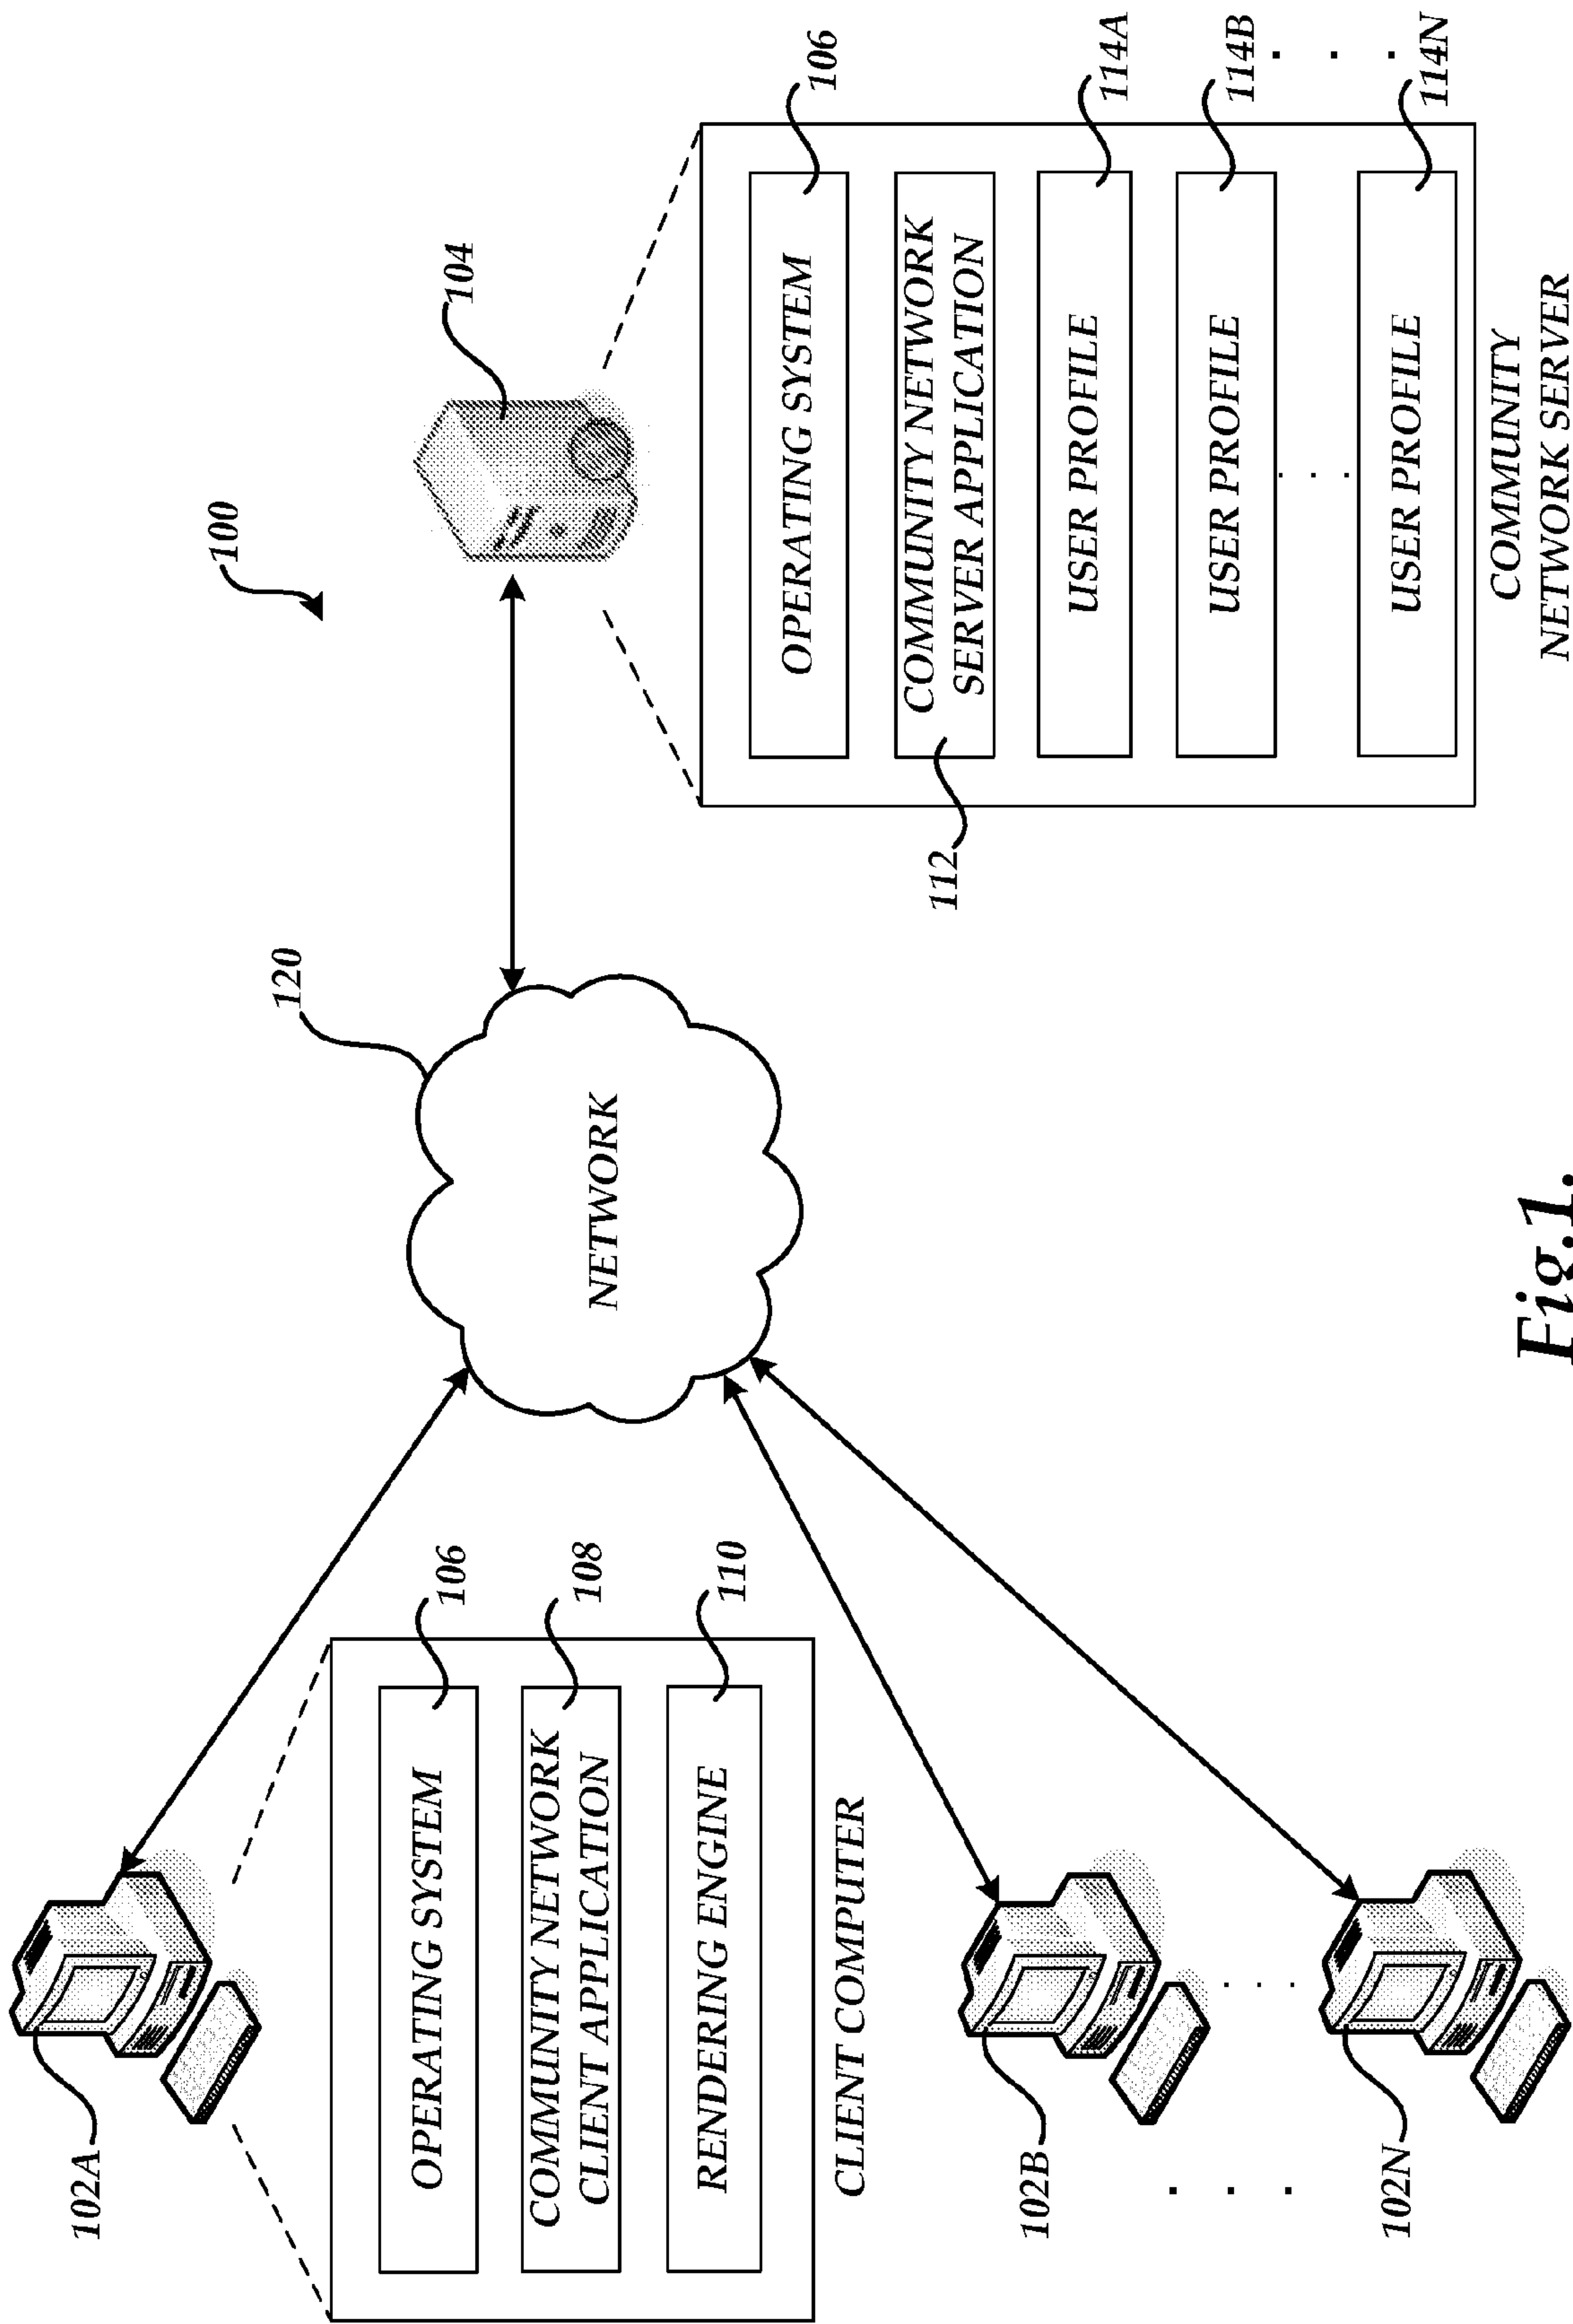 100
102A
120
104
NETWORK
106
OPERATING SYSTEM
108
COMMUNITY NETWORK
CLIENT APPLICATION
110
RENDERING ENGINE
CLIENT COMPUTER
106
OPERATING SYSTEM
112
COMMUNITY NETWORK
SERVER APPLICATION
114A
USER PROFILE
114B
USER PROFILE
. . .
. . .
114N
USER PROFILE
COMMUNITY
NETWORK SERVER
102B
. . .
. . .
102N
Fig.1.